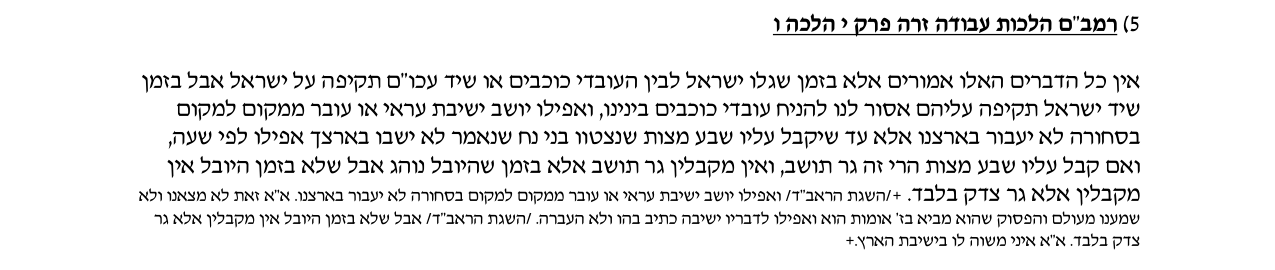 5) רמב"ם הלכות עבודה זרה פרק י הלכה ו
אין כל הדברים האלו אמורים אלא בזמן שגלו ישראל לבין העובדי כוכבים או שיד עכו"ם תקיפה על ישראל אבל בזמן
שיד ישראל תקיפה עליהם אסור לנו להניח עובדי כוכבים בינינו, ואפילו יושב ישיבת עראי או עובר ממקום למקום
בסחורה לא יעבור בארצנו אלא עד שיקבל עליו שבע מצות שנצטוו בני נח שנאמר לא ישבו בארצך אפילו לפי שעה,
ואם קבל עליו שבע מצות הרי זה גר תושב, ואין מקבלין גר תושב אלא בזמן שהיובל נוהג אבל שלא בזמן היובל אין
מקבלין אלא גר צדק בלבד. +/השגת הראב"ד/ ואפילו יושב ישיבת עראי או עובר ממקום למקום בסחורה לא יעבור בארצנו. א"א זאת לא מצאנו ולא
שמענו מעולם והפסוק שהוא מביא בז' אומות הוא ואפילו לדבריו ישיבה כתיב בהו ולא העברה. /השגת הראב"ד/ אבל שלא בזמן היובל אין מקבלין אלא גר
צדק בלבד. א"א איני משוה לו בישיבת הארץ.+